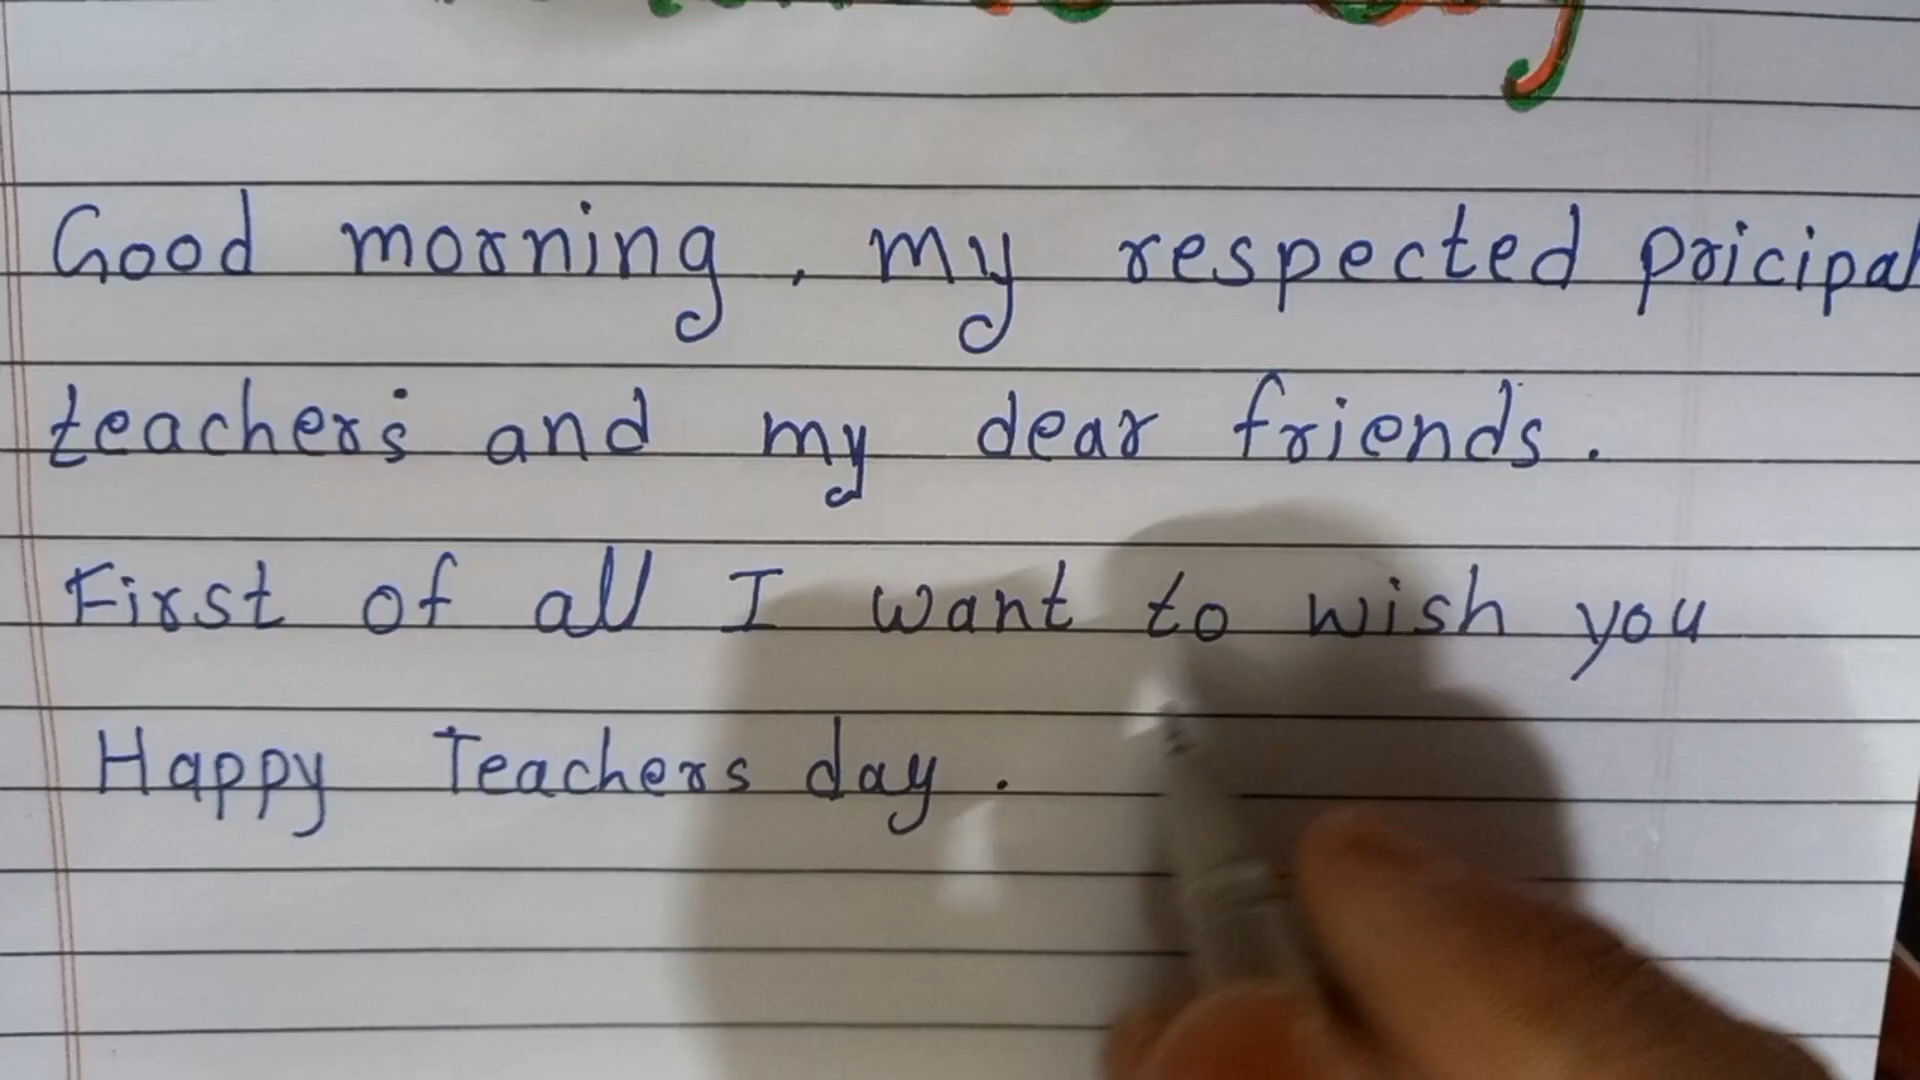 Good morning, my respected pricipal
teachers and my dear friends.
First of all I want to wish you
Happy Teachers day.